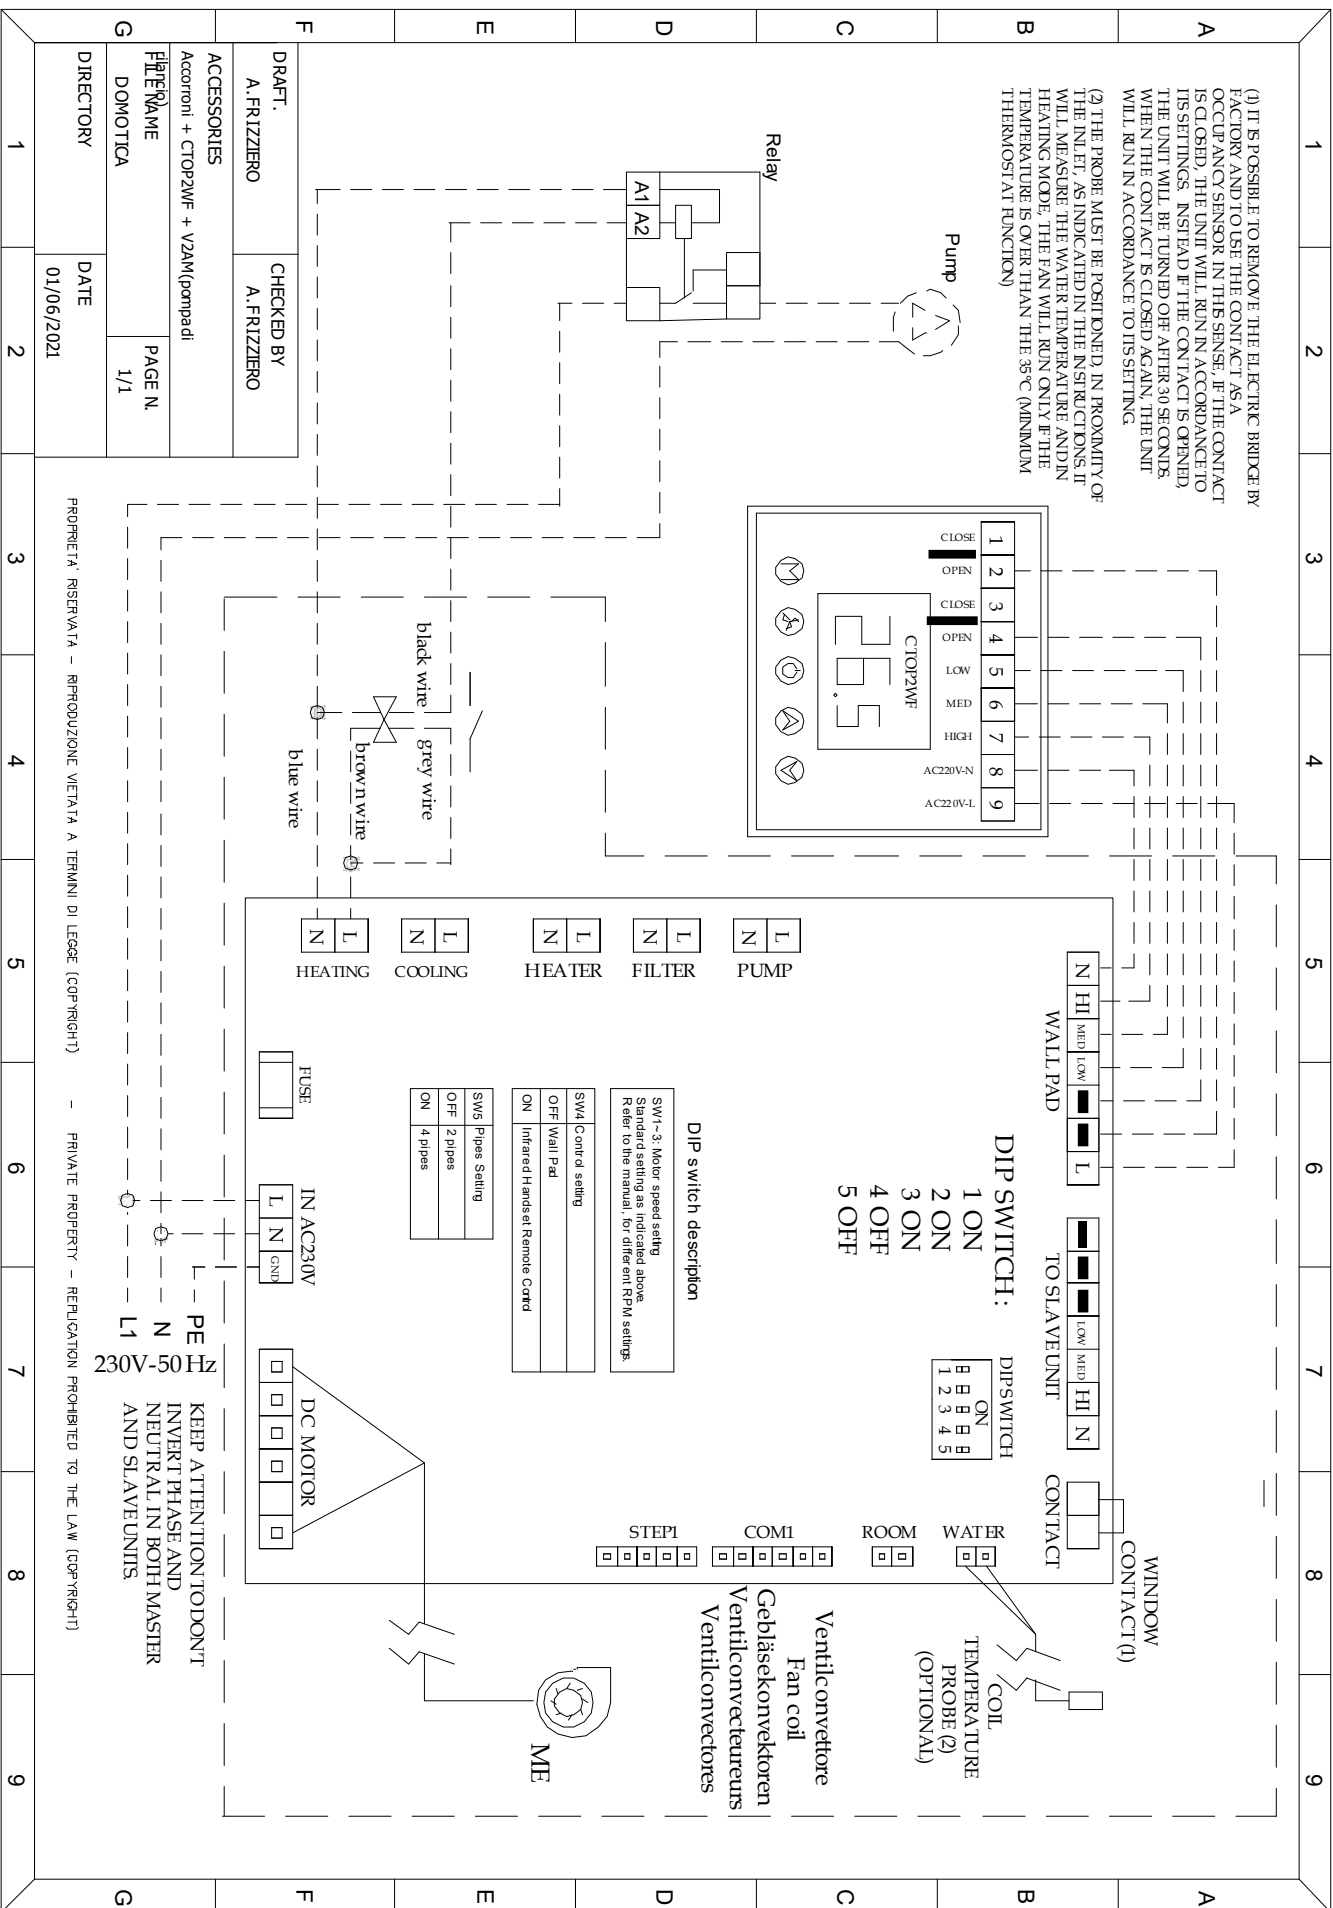 (1) IT IS POSSIBLE TO REMOVE THE ELECTRIC BRIDGE BY
FACTORY AND TO USE THE CONTACT AS A
OCCUPANCY SENSOR. IN THIS SENSE, IF THE CONTACT
IS CLOSED, THE UNIT WILL RUN IN ACCORDANCE TO
ITS SETTINGS. INSTEAD IF THE CONTACT IS OPENED,
THE UNIT WILL BE TURNED OFF AFTER 30 SECONDS.
WHEN THE CONTACT IS CLOSED AGAIN, THE UNIT
WILL RUN IN ACCORDANCE TO ITS SETTING.
(2) THE PROBE MUST BE POSITIONED, IN PROXIMITY OF
THE INLET, AS INDICATED IN THE INSTRUCTIONS. IT
WILL MEASURE THE WATER TEMPERATURE AND IN
HEATING MODE, THE FAN WILL RUN ONLY IF THE
TEMPERATURE IS OVER THAN THE 35°C (MINIMUM
THERMOSTAT FUNCTION)
Pump
Relay
A1
A2
1 2 3 4 5 6 7 8 9
CLOSE
OPEN
CLOSE
OPEN
LOW
MED
HIGH
AC220V-N
AC220V-L
CTOP2WF
26.5
M
black wire
grey wire
brown wire
blue wire
N HI MED LOW L
WALL PAD
LOW MED HI N
TO SLAVE UNIT
CONTACT
WINDOW
CONTACT (1)
DIP SWITCH :
1 ON
2 ON
3 ON
4 OFF
5 OFF
DIPSWITCH
ON
1 2 3 4 5
WATER
ROOM
COM1
STEP1
COIL
TEMPERATURE
PROBE (2)
(OPTIONAL)
Ventilconvettore
Fan coil
Gebläsekonvektoren
Ventilconvecteureurs
Ventilconvectores
ME
L
N
PUMP
L
N
FILTER
L
N
HEATER
L
N
COOLING
L
N
HEATING
DIP switch description
SW1~3: Motor speed setting
Standard setting as indicated above.
Refer to the manual, for different RPM settings.
SW4 Control setting
OFF Wall Pad
ON Infrared Handset Remote Control
SW5 Pipes Setting
OFF 2 pipes
ON 4 pipes
FUSE
IN AC230V
L N GND
DC MOTOR
PE
N
L1
230V-50 Hz
KEEP ATTENTION TO DON'T
INVERT PHASE AND
NEUTRAL IN BOTH MASTER
AND SLAVE UNITS.
DRAFT.
A.FRIZZIERO
CHECKED BY
A.FRIZZIERO
ACCESSORIES
Accorroni + CTOP2WF + V2AM(pompadi
rilancio)
FILE NAME
DOMOTICA
PAGE N.
1/1
DIRECTORY
DATE
01/06/2021
PROPRIETA' RISERVATA - RIPRODUZIONE VIETATA A TERMINI DI LEGGE (COPYRIGHT) - PRIVATE PROPERTY - REPLICATION PROHIBITED TO THE LAW (COPYRIGHT)
1 2 3 4 5 6 7 8 9
1 2 3 4 5 6 7 8 9
A B C D E F G
A B C D E F G